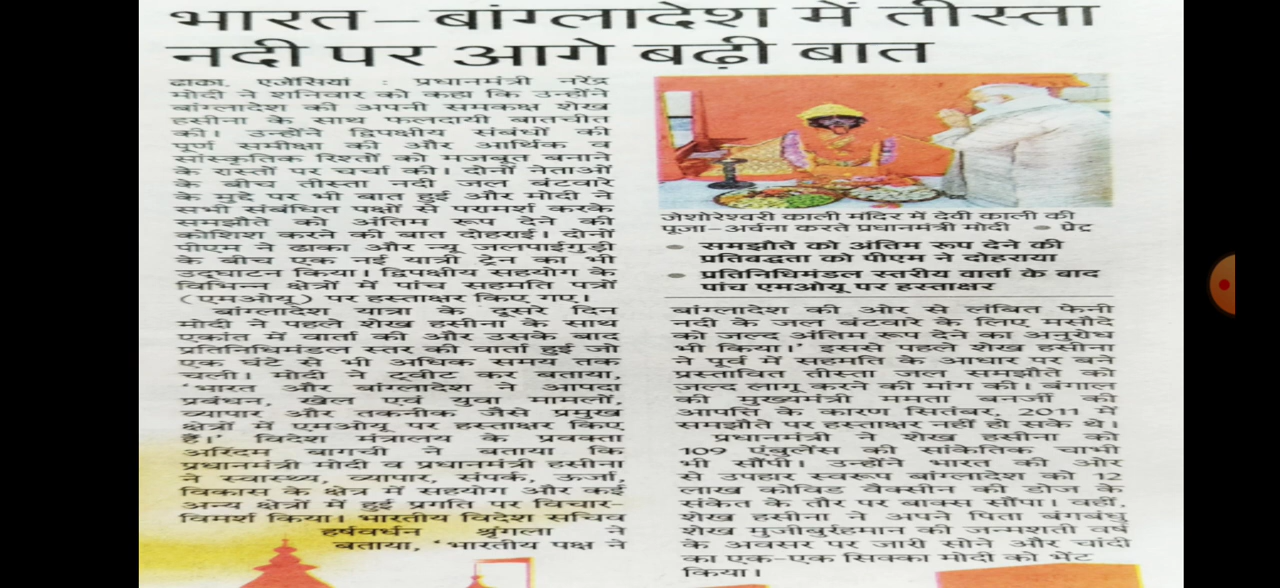 भारत-बांग्लादेश में तीस्ता
नदी पर आगे बढ़ी बात
ढाका, एजेंसियां : प्रधानमंत्री नरेंद्र
मोदी ने शनिवार को कहा कि उन्होंने
बांग्लादेश की अपनी समकक्ष शेख
हसीना के साथ फलदायी बातचीत
की। उन्होंने द्विपक्षीय संबंधों की
पूर्ण समीक्षा की और आर्थिक व
सांस्कृतिक रिश्तों को मजबूत बनाने
के रास्तों पर चर्चा की। दोनों नेताओं
के बीच तीस्ता नदी जल बंटवारे
के मुद्दे पर भी बात हुई और मोदी ने
सभी संबंधित पक्षों से परामर्श करके
समझौते को अंतिम रूप देने की
कोशिश करने की बात दोहराई। दोनों
पीएम ने ढाका और न्यू जलपाईगुड़ी
के बीच एक नई यात्री ट्रेन का भी
उद्घाटन किया। द्विपक्षीय सहयोग के
विभिन्न क्षेत्रों में पांच सहमति पत्रों
(एमओयू) पर हस्ताक्षर किए गए।
बांग्लादेश यात्रा के दूसरे दिन
मोदी ने पहले शेख हसीना के साथ
एकांत में वार्ता की और उसके बाद
प्रतिनिधिमंडल स्तर की वार्ता हुई जो
एक घंटे से भी अधिक समय तक
चली। मोदी ने ट्वीट कर बताया,
'भारत और बांग्लादेश ने आपदा
प्रबंधन, खेल एवं युवा मामलों,
व्यापार और तकनीक जैसे प्रमुख
क्षेत्रों में एमओयू पर हस्ताक्षर किए
हैं।' विदेश मंत्रालय के प्रवक्ता
अरिंदम बागची ने बताया कि
प्रधानमंत्री मोदी व प्रधानमंत्री हसीना
ने स्वास्थ्य, व्यापार, संपर्क, ऊर्जा,
विकास के क्षेत्र में सहयोग और कई
अन्य क्षेत्रों में हुई प्रगति पर विचार-
विमर्श किया। भारतीय विदेश सचिव
हर्षवर्धन श्रृंगला ने
बताया, 'भारतीय पक्ष ने
जेशोरेश्वरी काली मंदिर में देवी काली की
पूजा-अर्चना करते प्रधानमंत्री मोदी ● प्रेट्र
● समझौते को अंतिम रूप देने की
प्रतिबद्धता को पीएम ने दोहराया
● प्रतिनिधिमंडल स्तरीय वार्ता के बाद
पांच एमओयू पर हस्ताक्षर
बांग्लादेश की ओर से लंबित फेनी
नदी के जल बंटवारे के लिए मसौदे
को जल्द अंतिम रूप देने का अनुरोध
भी किया।' इससे पहले शेख हसीना
ने पूर्व में सहमति के आधार पर बने
प्रस्तावित तीस्ता जल समझौते को
जल्द लागू करने की मांग की। बंगाल
की मुख्यमंत्री ममता बनर्जी की
आपत्ति के कारण सितंबर, 2011 में
समझौते पर हस्ताक्षर नहीं हो सके थे।
प्रधानमंत्री ने शेख हसीना को
109 एंबुलेंस की सांकेतिक चाभी
भी सौंपी। उन्होंने भारत की ओर
से उपहार स्वरूप बांग्लादेश को 12
लाख कोविड वैक्सीन की डोज के
संकेत के तौर पर बाक्स सौंपा। वहीं,
शेख हसीना ने अपने पिता बंगबंधु
शेख मुजीबुर्रहमान की जन्मशती वर्ष
के अवसर पर जारी सोने और चांदी
का एक-एक सिक्का मोदी को भेंट
किया।